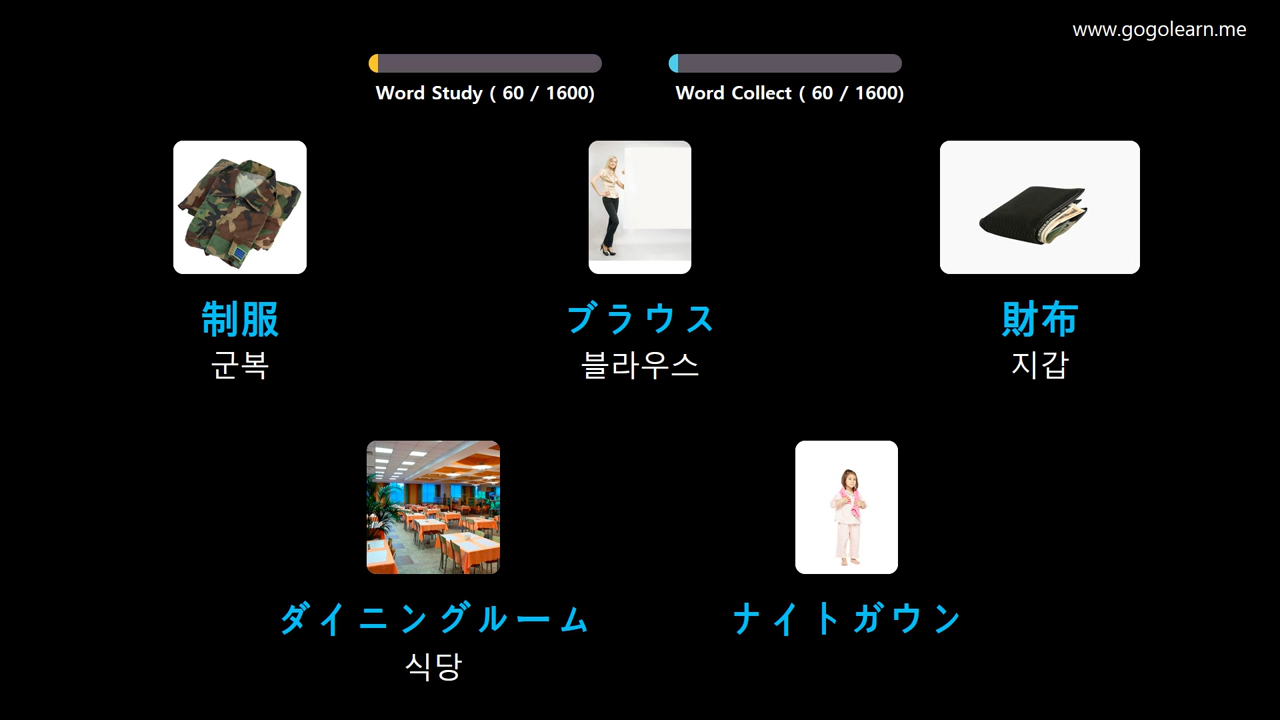 www.gogolearn.me
Word Study ( 60 / 1600)
Word Collect ( 60 / 1600)
制服
군복
ブラウス
블라우스
財布
지갑
ダイニングルーム
식당
ナイトガウン